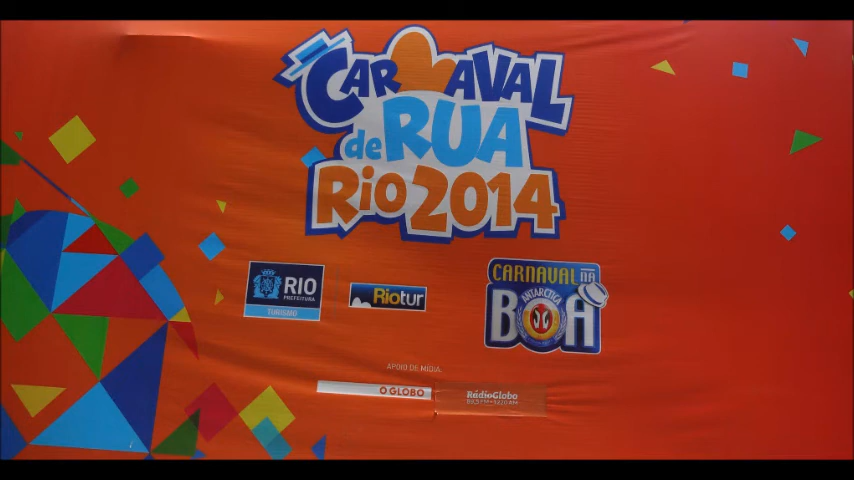 CARNAVAL
de RUA
Rio 2014
RIO
PREFEITURA
TURISMO
Riotur
CARNAVAL NA
ANTARCTICA
BOA
APOIO DE MÍDIA
O GLOBO
RádioGlobo